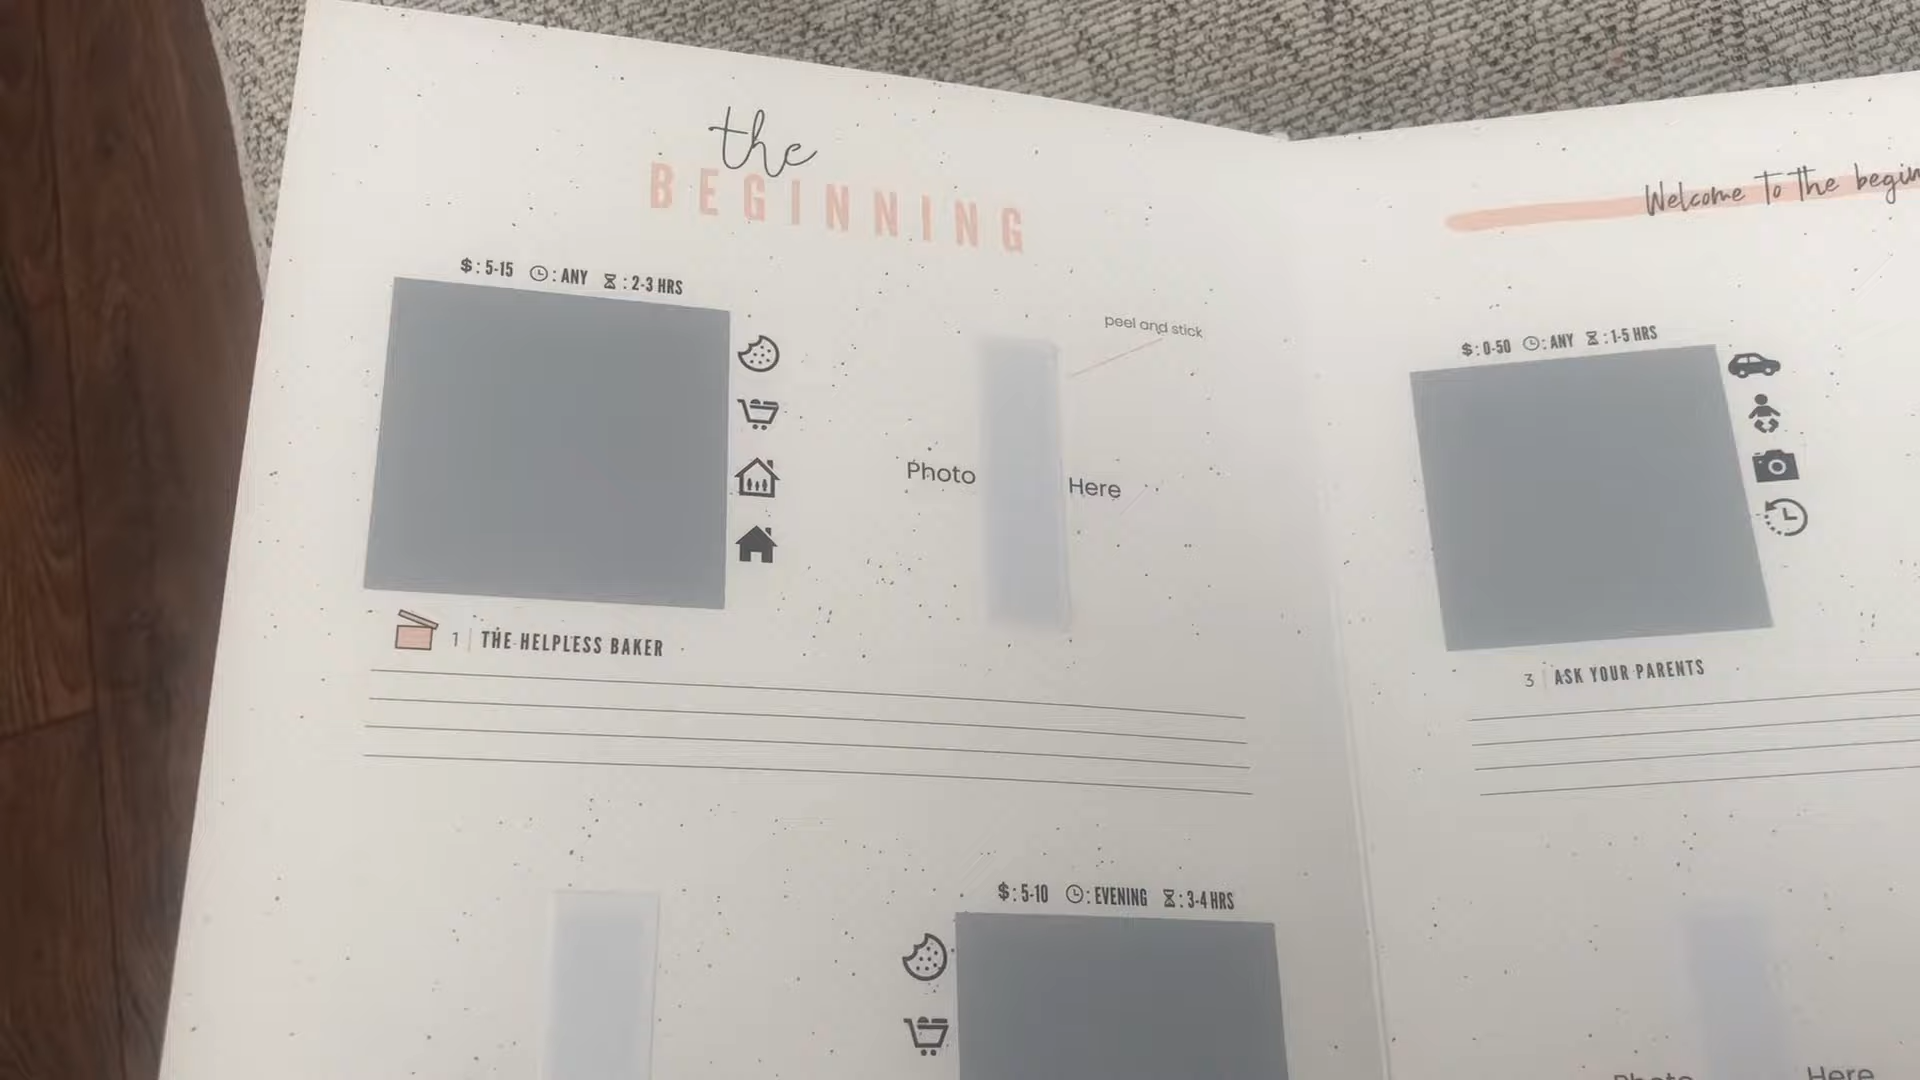 the
BEGINNING
$: 5-15 : ANY : 2-3 HRS
peel and stick
Photo Here
1 | THE HELPLESS BAKER
$: 5-10 : EVENING : 3-4 HRS
Welcome to the begin
$: 0-50 : ANY : 1-5 HRS
3 | ASK YOUR PARENTS
Photo Here